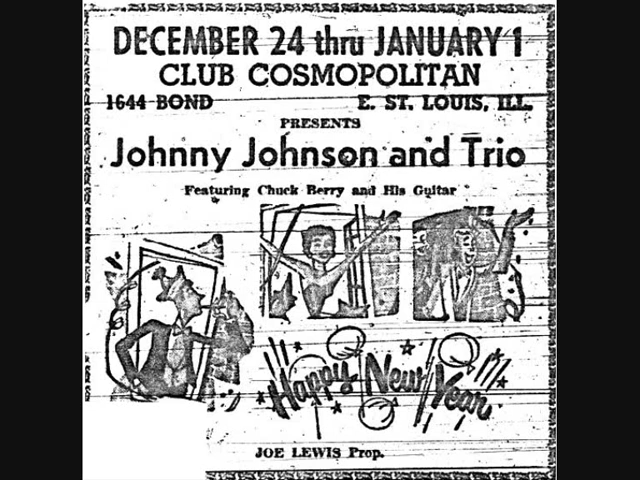 DECEMBER 24 thru JANUARY 1
CLUB COSMOPOLITAN
1644 BOND E. ST. LOUIS, ILL.
PRESENTS
Johnny Johnson and Trio
Featuring Chuck Berry and His Guitar
Happy New Year
JOE LEWIS Prop.